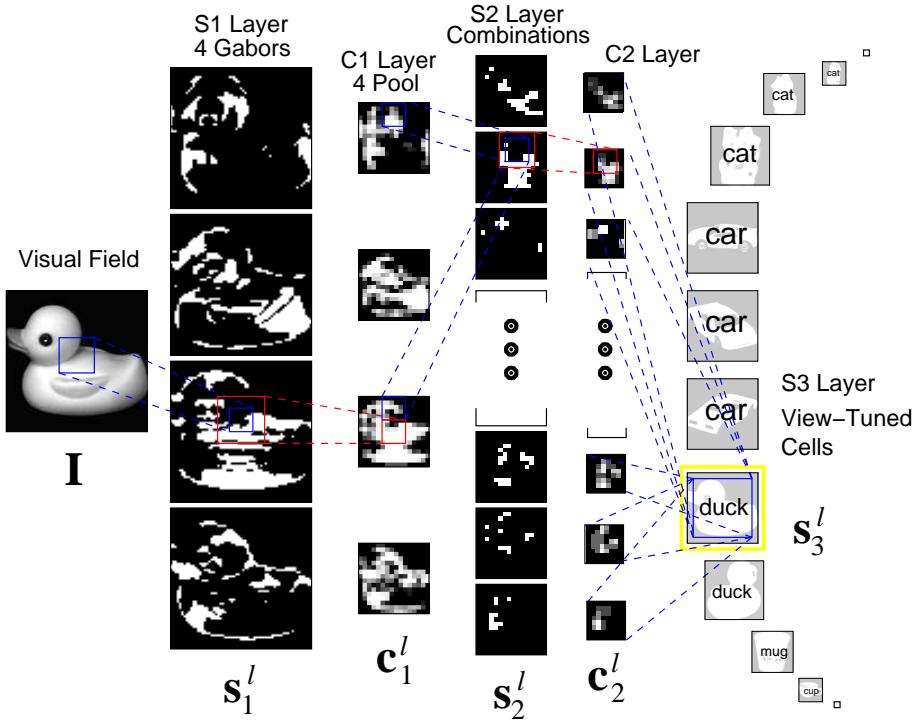 S1 Layer
4 Gabors
C1 Layer
4 Pool
S2 Layer
Combinations
C2 Layer
Visual Field
I
cat
cat
cat
car
car
car
S3 Layer
View–Tuned
Cells
duck
duck
mug
cup
s₁ˡ
c₁ˡ
s₂ˡ
c₂ˡ
s₃ˡ